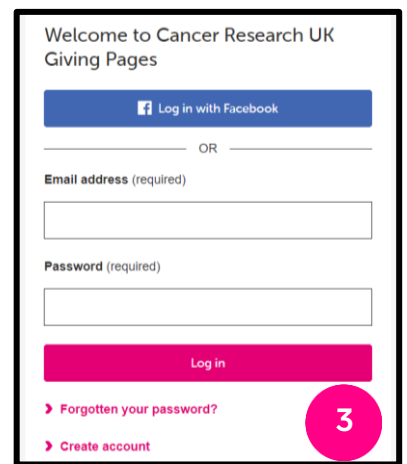 Welcome to Cancer Research UK
Giving Pages
Log in with Facebook
OR
Email address (required)
Password (required)
Log in
Forgotten your password?
Create account
3